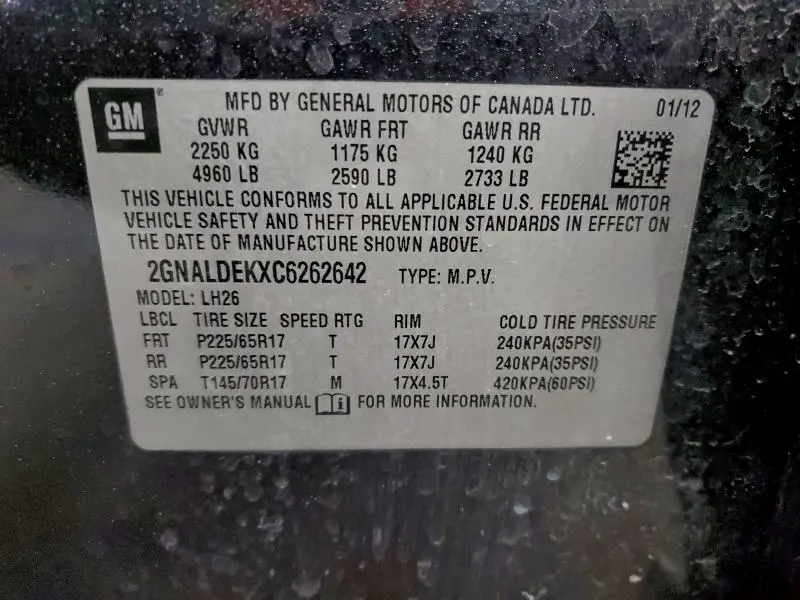 GM
MFD BY GENERAL MOTORS OF CANADA LTD. 01/12
GVWR GAWR FRT GAWR RR
2250 KG 1175 KG 1240 KG
4960 LB 2590 LB 2733 LB
THIS VEHICLE CONFORMS TO ALL APPLICABLE U.S. FEDERAL MOTOR
VEHICLE SAFETY AND THEFT PREVENTION STANDARDS IN EFFECT ON
THE DATE OF MANUFACTURE SHOWN ABOVE.
2GNALDEKXC6262642 TYPE: M.P.V.
MODEL: LH26
LBCL TIRE SIZE SPEED RTG RIM COLD TIRE PRESSURE
FRT P225/65R17 T 17X7J 240KPA(35PSI)
RR P225/65R17 T 17X7J 240KPA(35PSI)
SPA T145/70R17 M 17X4.5T 420KPA(60PSI)
SEE OWNER'S MANUAL i FOR MORE INFORMATION.